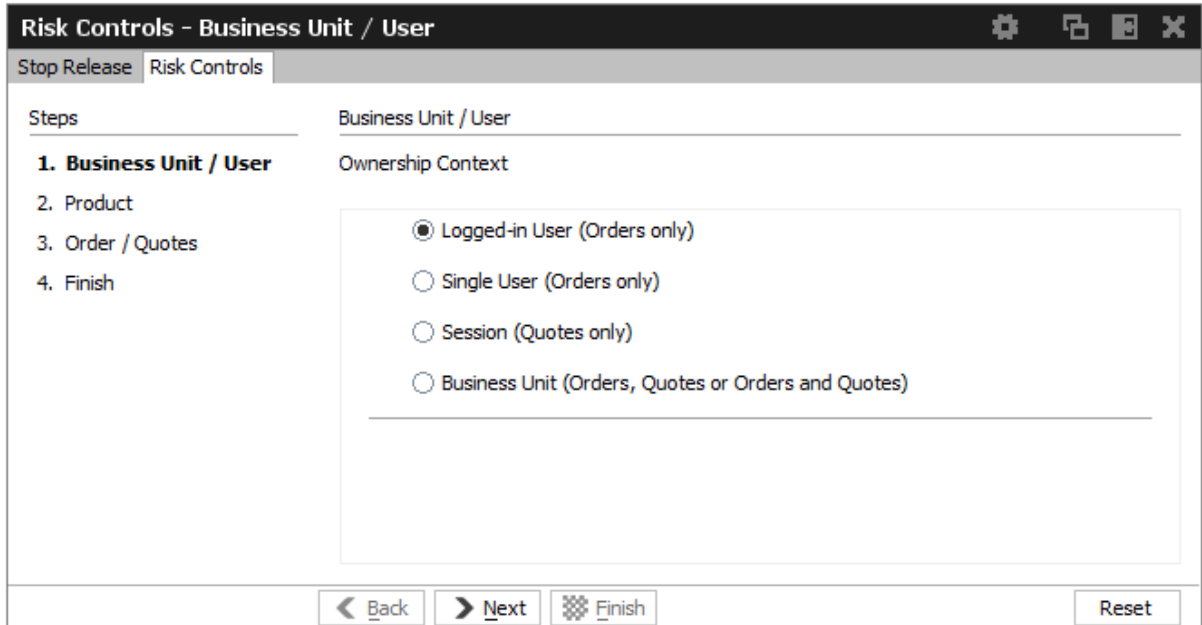 Risk Controls - Business Unit / User
Stop Release Risk Controls
Steps
1. Business Unit / User
2. Product
3. Order / Quotes
4. Finish
Business Unit / User
Ownership Context
Logged-in User (Orders only)
Single User (Orders only)
Session (Quotes only)
Business Unit (Orders, Quotes or Orders and Quotes)
Back Next Finish Reset